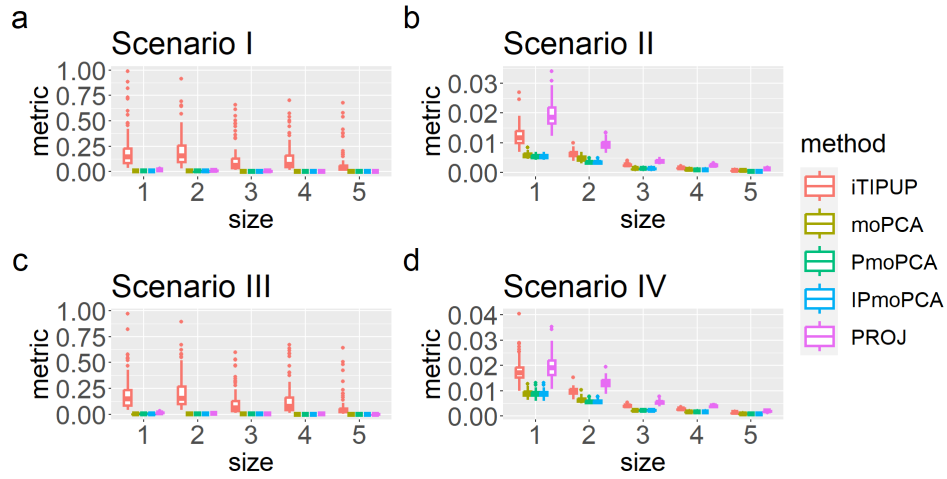 a
Scenario I
metric
1.00
0.75
0.50
0.25
0.00
1 2 3 4 5
size
b
Scenario II
metric
0.03
0.02
0.01
0.00
1 2 3 4 5
size
c
Scenario III
metric
1.00
0.75
0.50
0.25
0.00
1 2 3 4 5
size
d
Scenario IV
metric
0.04
0.03
0.02
0.01
0.00
1 2 3 4 5
size
method
iTIPUP
moPCA
PmoPCA
IPmoPCA
PROJ